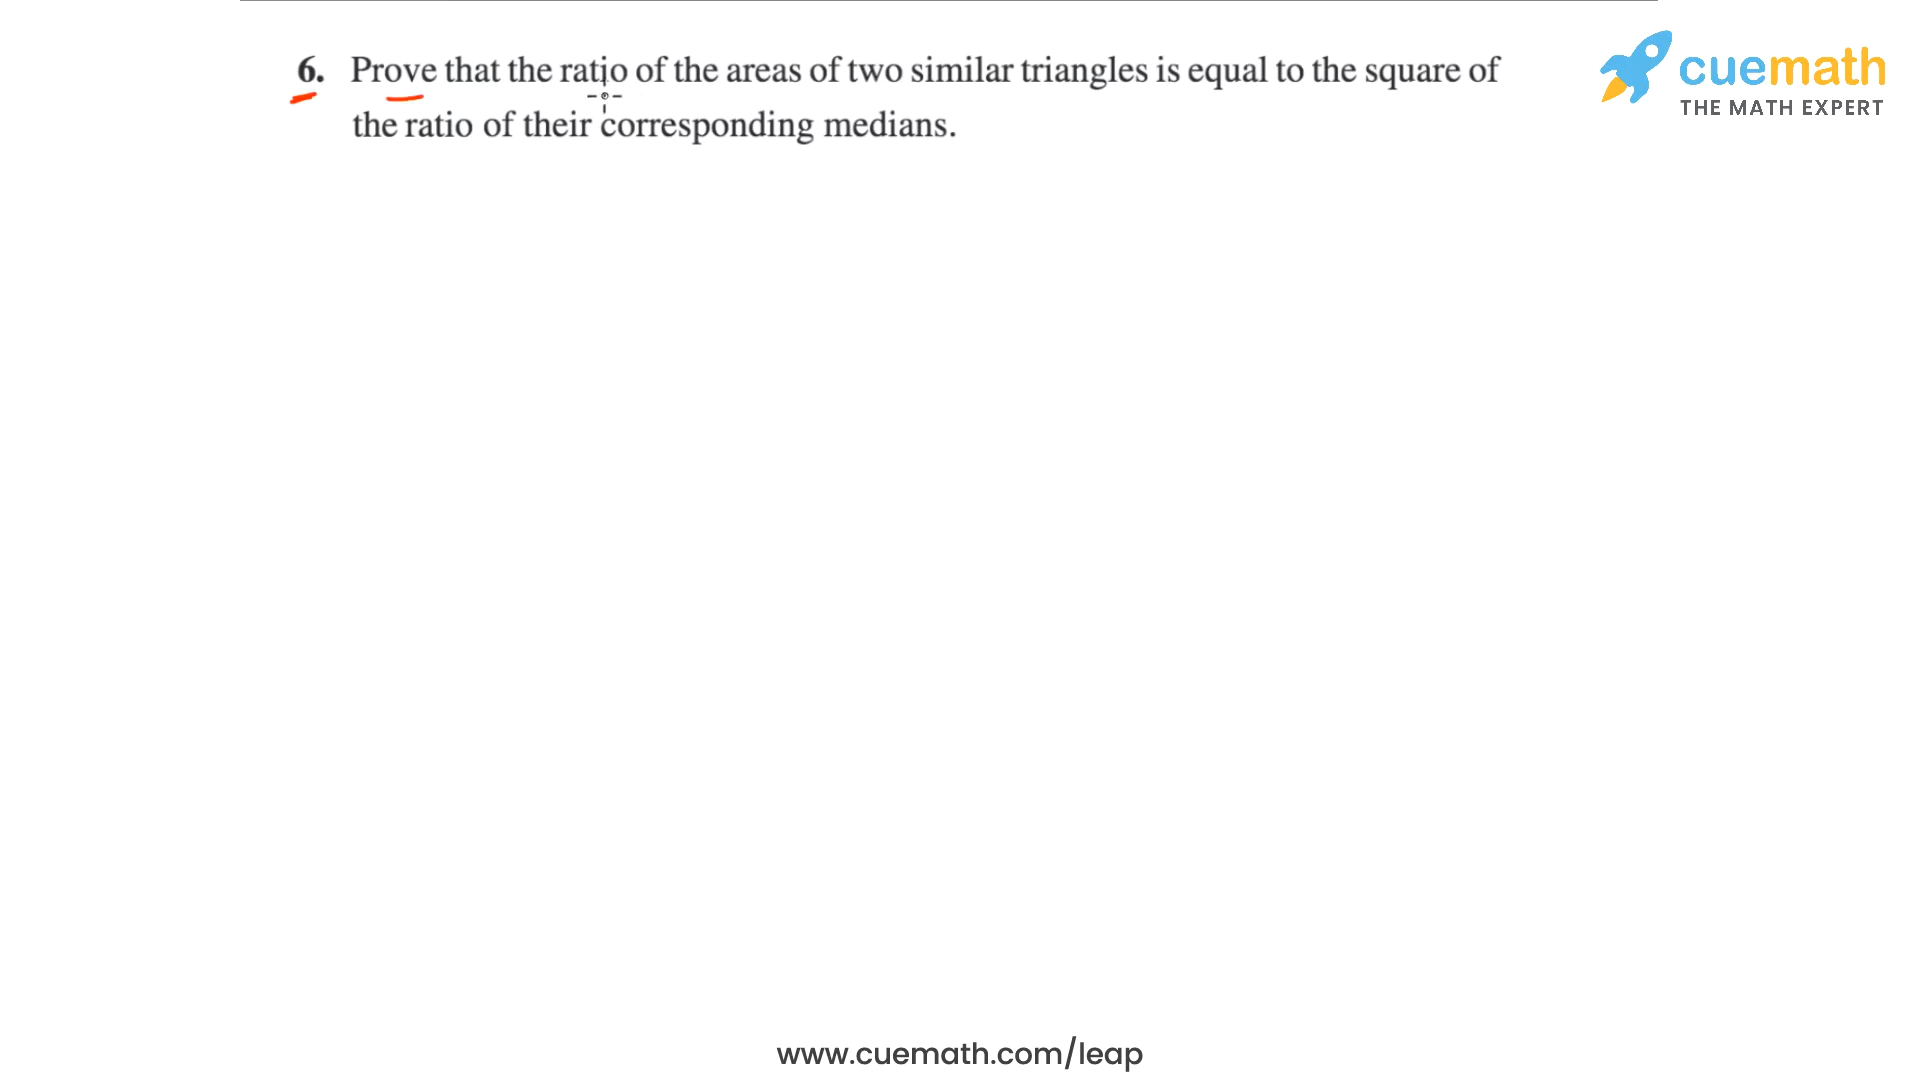 6. Prove that the ratio of the areas of two similar triangles is equal to the square of
the ratio of their corresponding medians.
cuemath
THE MATH EXPERT
www.cuemath.com/leap